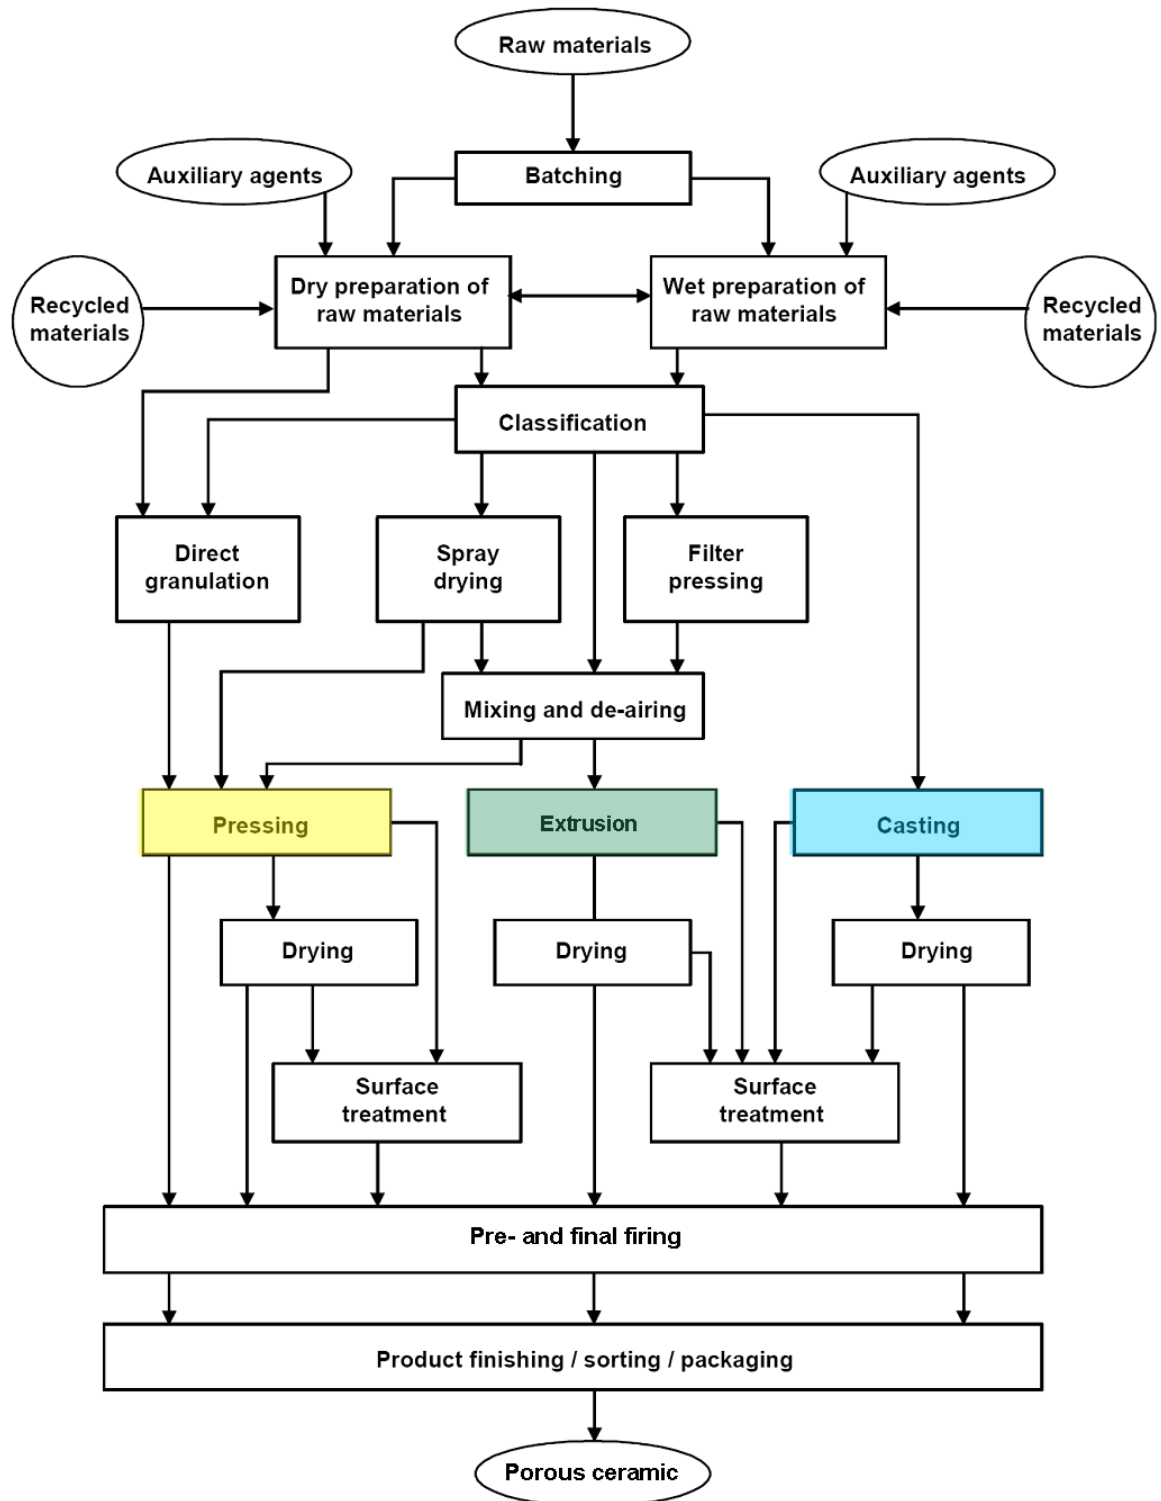 Raw materials
Auxiliary agents
Batching
Auxiliary agents
Recycled
materials
Dry preparation of
raw materials
Wet preparation of
raw materials
Recycled
materials
Classification
Direct
granulation
Spray
drying
Filter
pressing
Mixing and de-airing
Pressing
Extrusion
Casting
Drying
Drying
Drying
Surface
treatment
Surface
treatment
Pre- and final firing
Product finishing / sorting / packaging
Porous ceramic